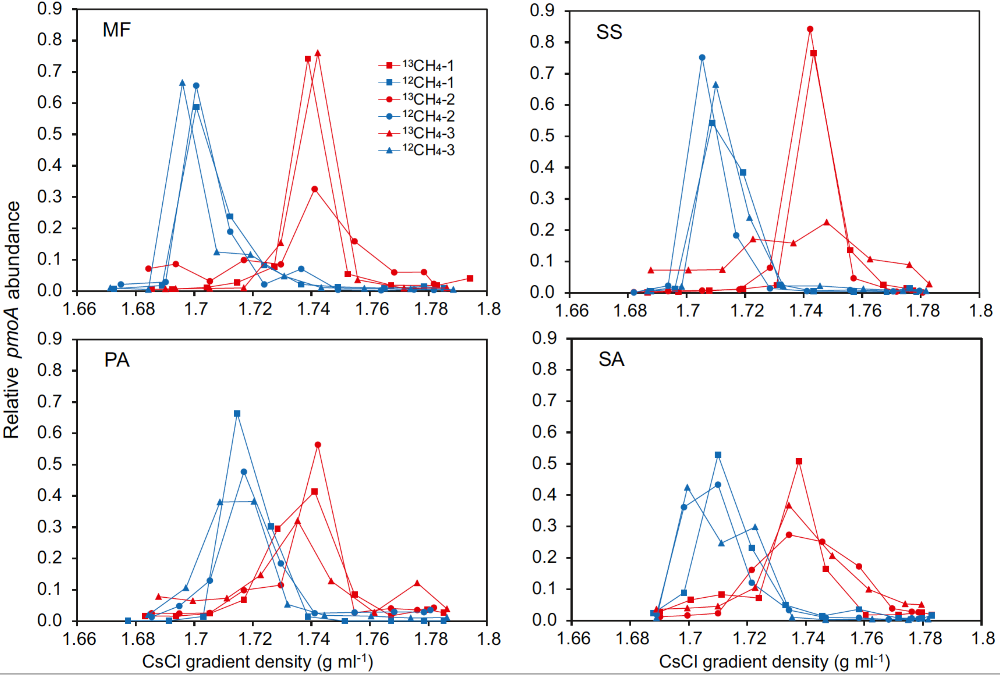 Relative pmoA abundance
MF
0.9
0.8
0.7
0.6
0.5
0.4
0.3
0.2
0.1
0.0
1.66 1.68 1.7 1.72 1.74 1.76 1.78 1.8
¹³CH₄-1
¹²CH₄-1
¹³CH₄-2
¹²CH₄-2
¹³CH₄-3
¹²CH₄-3
SS
0.9
0.8
0.7
0.6
0.5
0.4
0.3
0.2
0.1
0.0
1.66 1.68 1.7 1.72 1.74 1.76 1.78 1.8
PA
0.9
0.8
0.7
0.6
0.5
0.4
0.3
0.2
0.1
0.0
1.66 1.68 1.7 1.72 1.74 1.76 1.78 1.8
CsCl gradient density (g ml⁻¹)
SA
0.9
0.8
0.7
0.6
0.5
0.4
0.3
0.2
0.1
0.0
1.66 1.68 1.7 1.72 1.74 1.76 1.78 1.8
CsCl gradient density (g ml⁻¹)